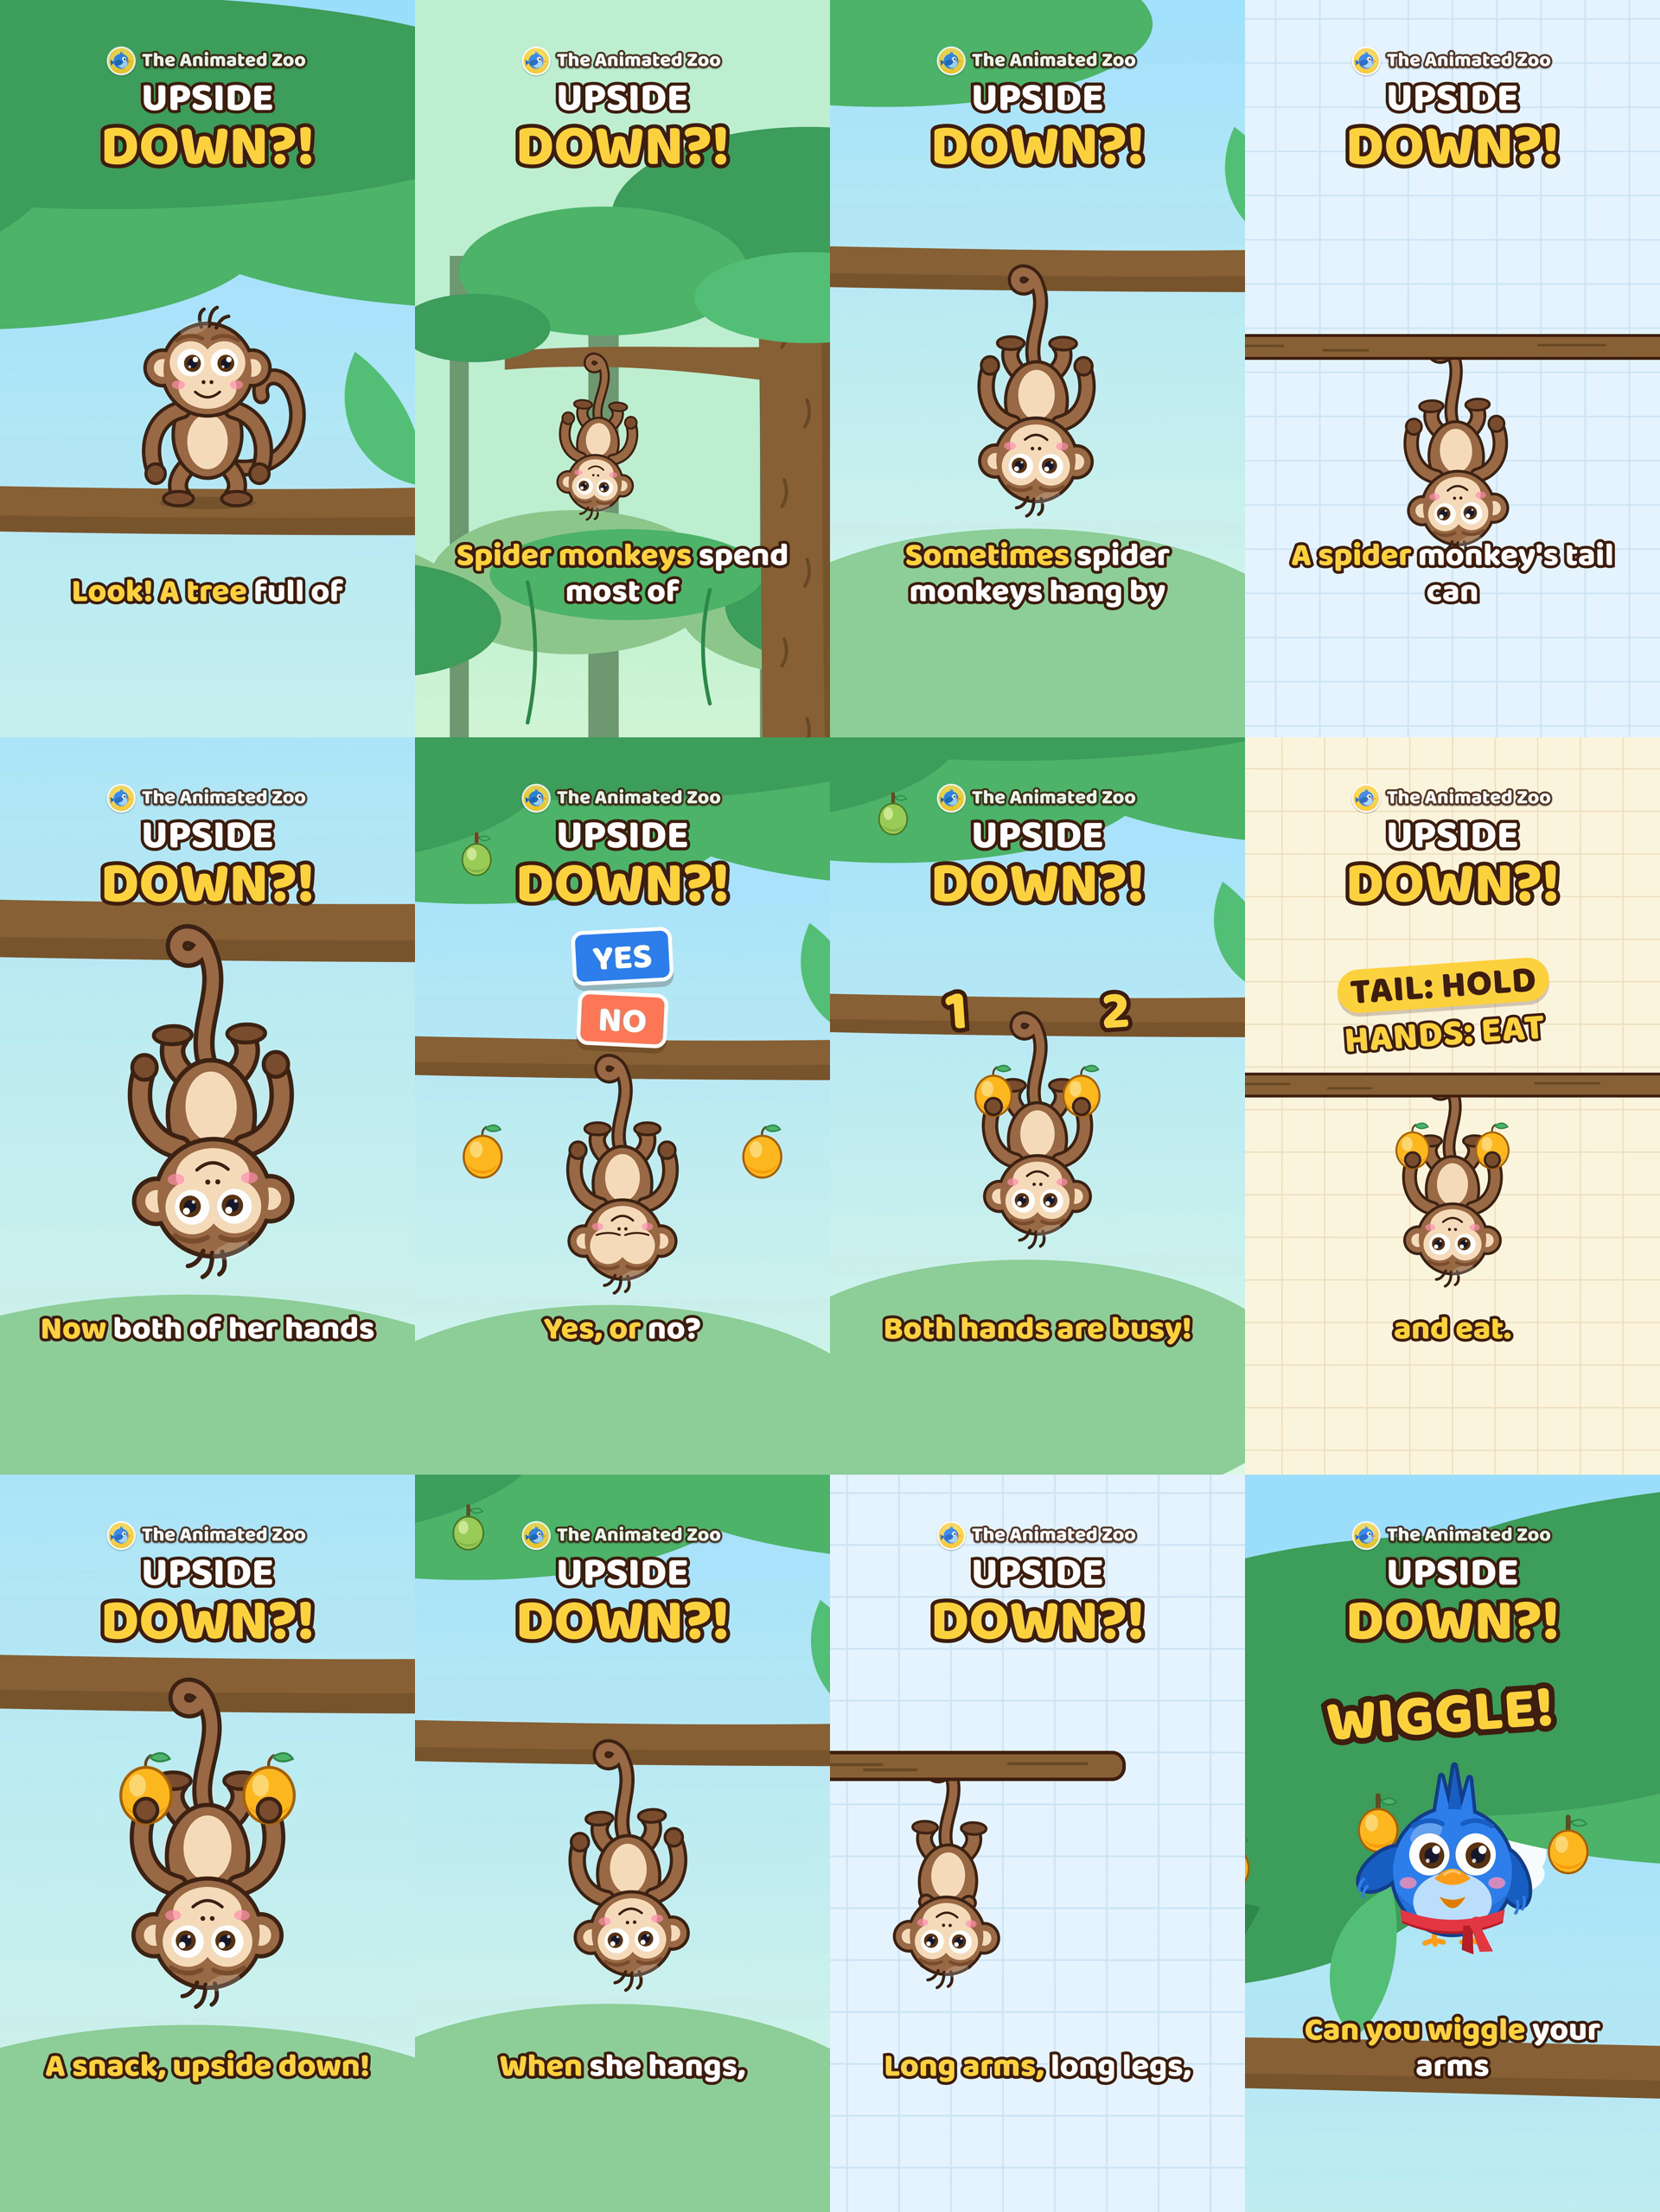 The Animated Zoo
UPSIDE
DOWN?!
Look! A tree full of
The Animated Zoo
UPSIDE
DOWN?!
Spider monkeys spend
most of
The Animated Zoo
UPSIDE
DOWN?!
Sometimes spider
monkeys hang by
The Animated Zoo
UPSIDE
DOWN?!
A spider monkey's tail
can
The Animated Zoo
UPSIDE
DOWN?!
Now both of her hands
The Animated Zoo
UPSIDE
DOWN?!
YES
NO
Yes, or no?
The Animated Zoo
UPSIDE
DOWN?!
1 2
Both hands are busy!
The Animated Zoo
UPSIDE
DOWN?!
TAIL: HOLD
HANDS: EAT
and eat.
The Animated Zoo
UPSIDE
DOWN?!
A snack, upside down!
The Animated Zoo
UPSIDE
DOWN?!
When she hangs,
The Animated Zoo
UPSIDE
DOWN?!
Long arms, long legs,
The Animated Zoo
UPSIDE
DOWN?!
WIGGLE!
Can you wiggle your
arms